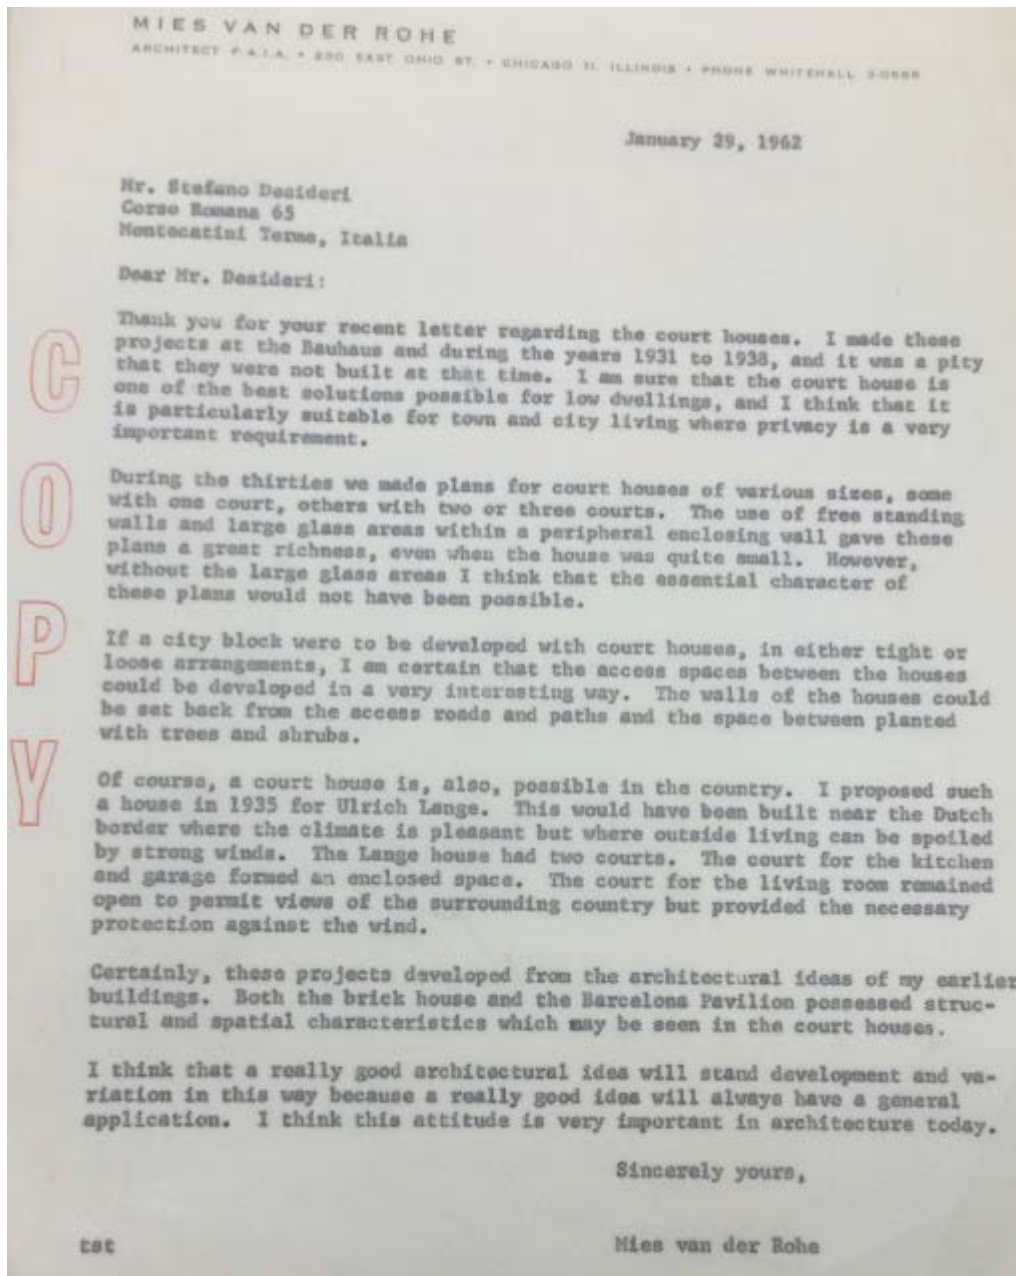 MIES VAN DER ROHE
ARCHITECT F.A.I.A. • 230 EAST OHIO ST. • CHICAGO 11, ILLINOIS • PHONE WHITEHALL
January 29, 1962
Mr. Stefano Desideri
Corso Romana 65
Montecatini Terme, Italia
Dear Mr. Desideri:
Thank you for your recent letter regarding the court houses.  I made these
projects at the Bauhaus and during the years 1931 to 1938, and it was a pity
that they were not built at that time.  I am sure that the court house is
one of the best solutions possible for low dwellings, and I think that it
is particularly suitable for town and city living where privacy is a very
important requirement.
During the thirties we made plans for court houses of various sizes, some
with one court, others with two or three courts.  The use of free standing
walls and large glass areas within a peripheral enclosing wall gave these
plans a great richness, even when the house was quite small.  However,
without the large glass areas I think that the essential character of
these plans would not have been possible.
If a city block were to be developed with court houses, in either tight or
loose arrangements, I am certain that the access spaces between the houses
could be developed in a very interesting way.  The walls of the houses could
be set back from the access roads and paths and the space between planted
with trees and shrubs.
Of course, a court house is, also, possible in the country.  I proposed such
a house in 1935 for Ulrich Lange.  This would have been built near the Dutch
border where the climate is pleasant but where outside living can be spoiled
by strong winds.  The Lange house had two courts.  The court for the kitchen
and garage formed an enclosed space.  The court for the living room remained
open to permit views of the surrounding country but provided the necessary
protection against the wind.
Certainly, these projects developed from the architectural ideas of my earlier
buildings.  Both the brick house and the Barcelona Pavilion possessed struc-
tural and spatial characteristics which may be seen in the court houses.
I think that a really good architectural idea will stand development and va-
riation in this way because a really good idea will always have a general
application.  I think this attitude is very important in architecture today.
Sincerely yours,
Mies van der Rohe
tst
COPY